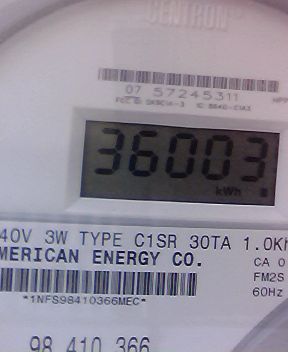 CENTRON
07 57245311
36003
kWh
40V 3W TYPE C1SR 30TA 1.0Kh
MERICAN ENERGY CO.
CA 0
FM2S
*1NFS98410366MEC*
60Hz
98 410 366